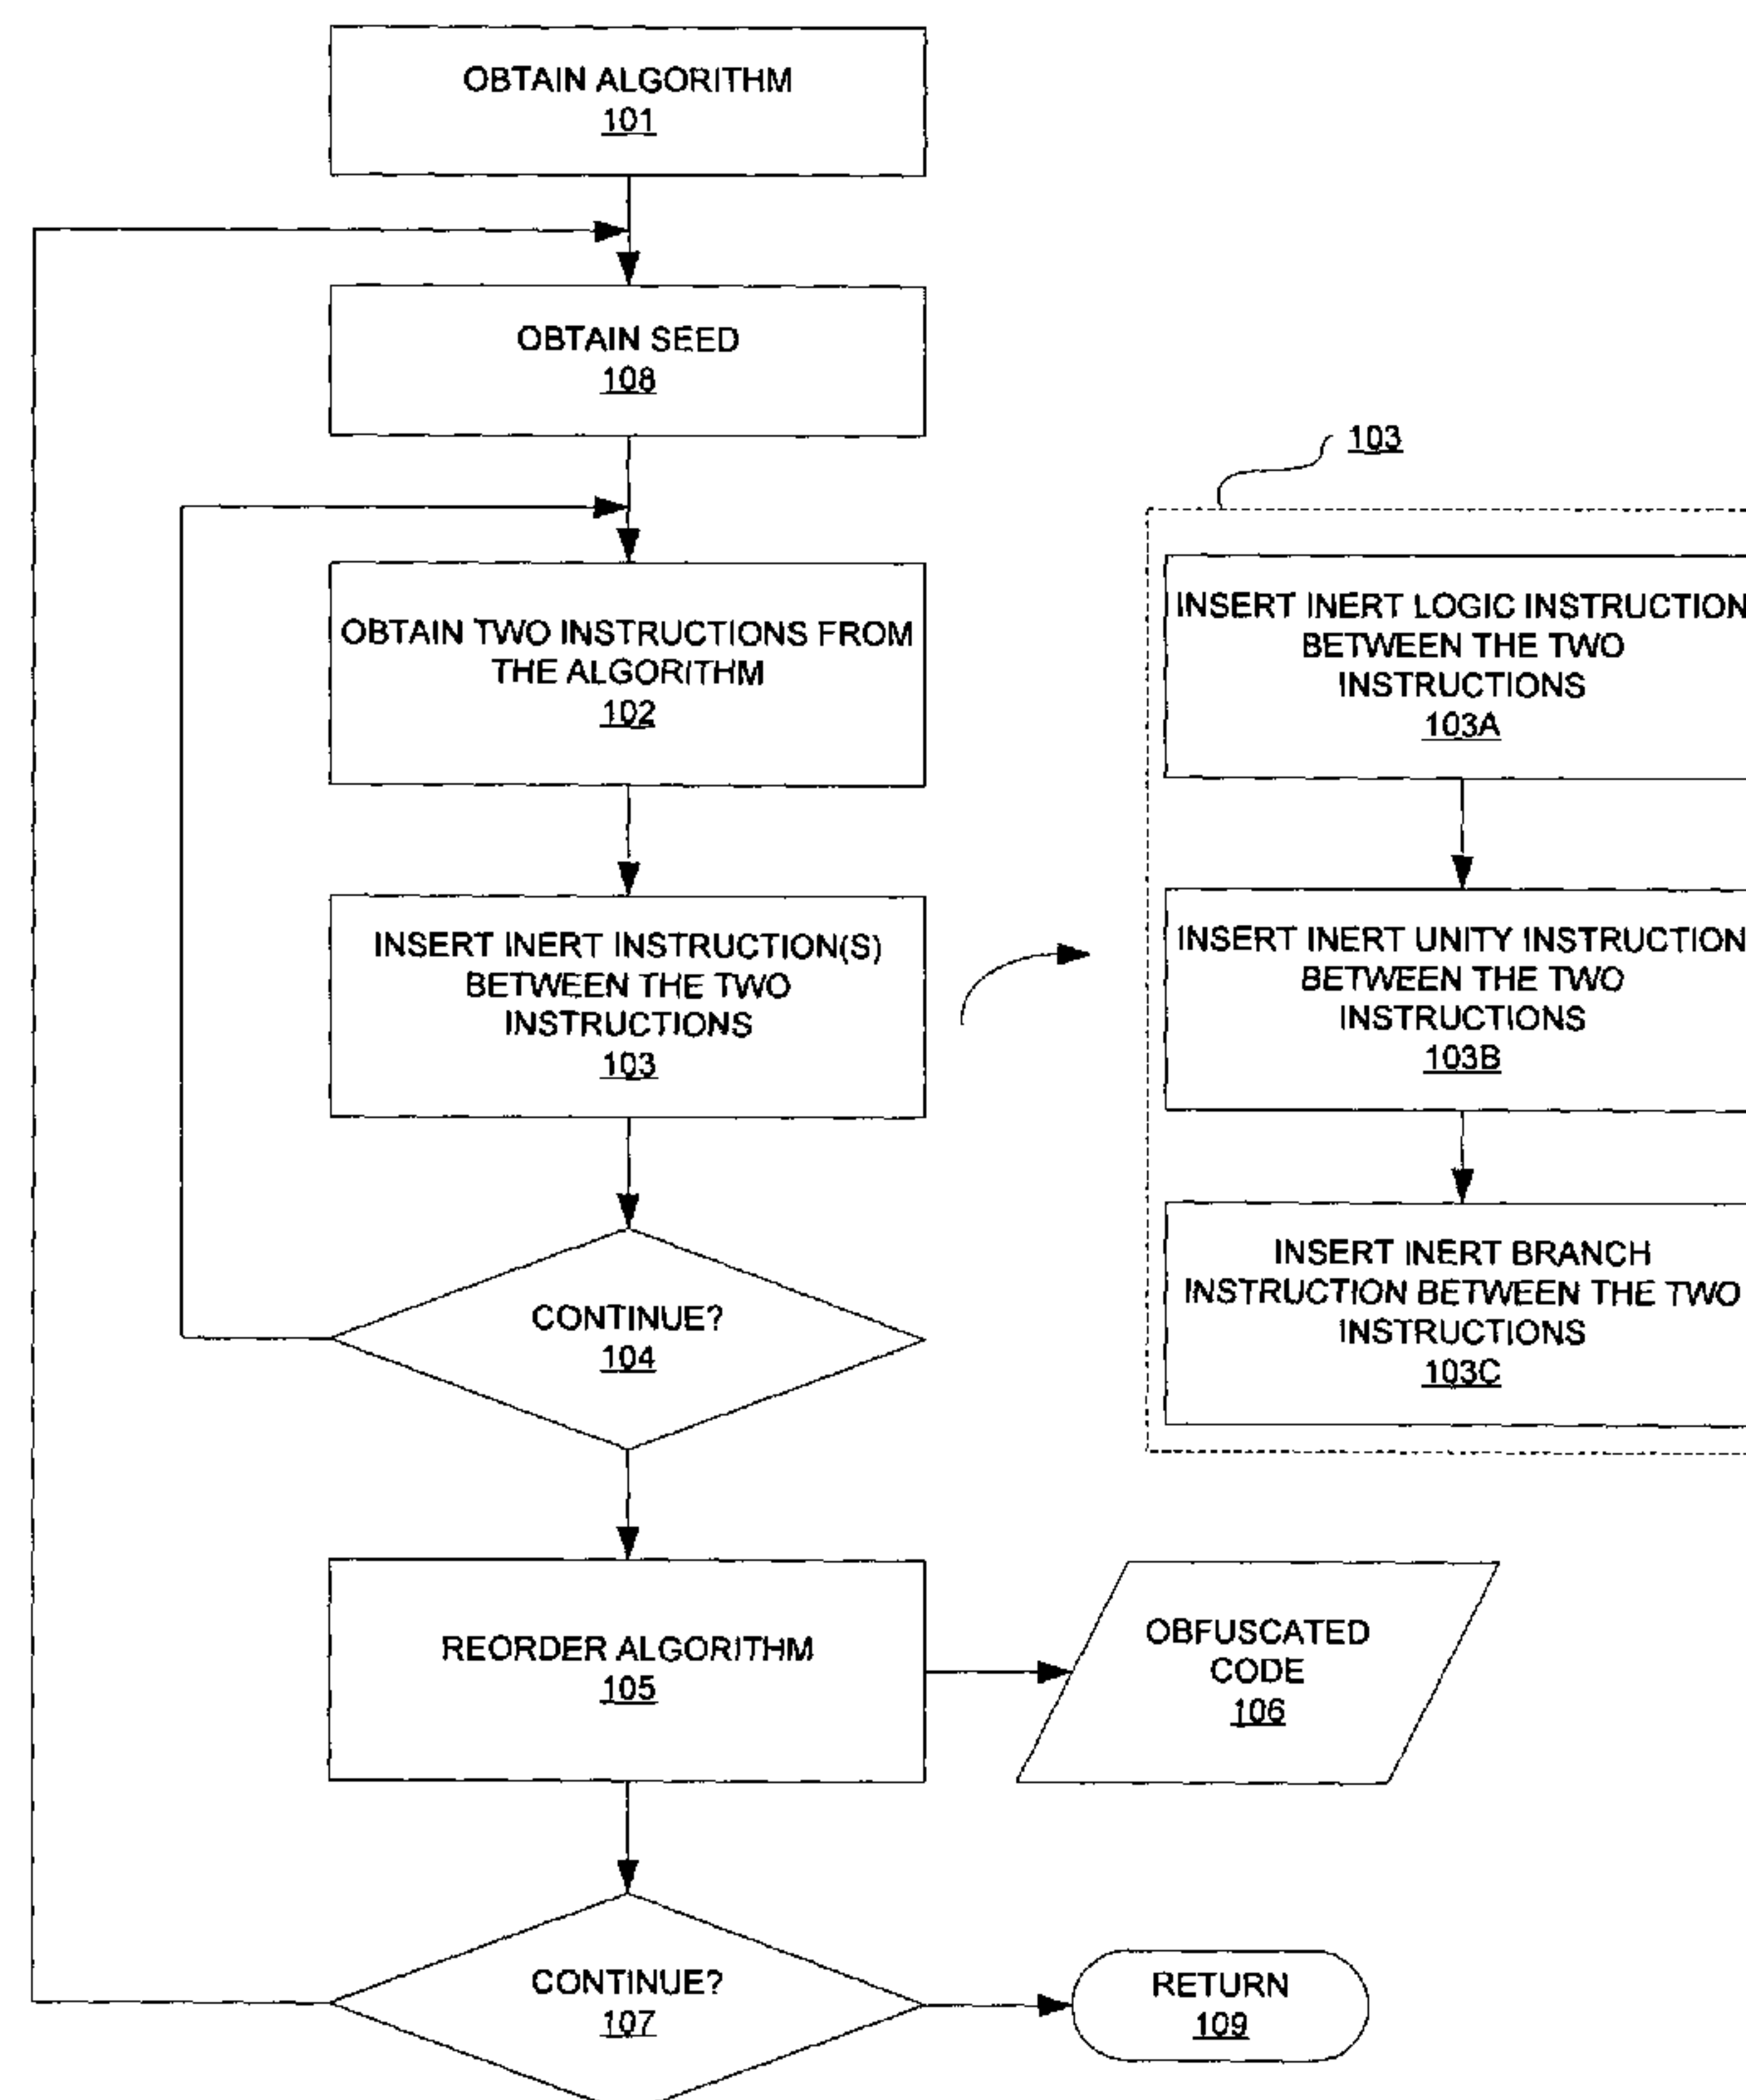 OBTAIN ALGORITHM
101
OBTAIN SEED
108
OBTAIN TWO INSTRUCTIONS FROM
THE ALGORITHM
102
INSERT INERT INSTRUCTION(S)
BETWEEN THE TWO
INSTRUCTIONS
103
CONTINUE?
104
REORDER ALGORITHM
105
OBFUSCATED
CODE
106
CONTINUE?
107
RETURN
109
103
INSERT INERT LOGIC INSTRUCTION
BETWEEN THE TWO
INSTRUCTIONS
103A
INSERT INERT UNITY INSTRUCTION
BETWEEN THE TWO
INSTRUCTIONS
103B
INSERT INERT BRANCH
INSTRUCTION BETWEEN THE TWO
INSTRUCTIONS
103C